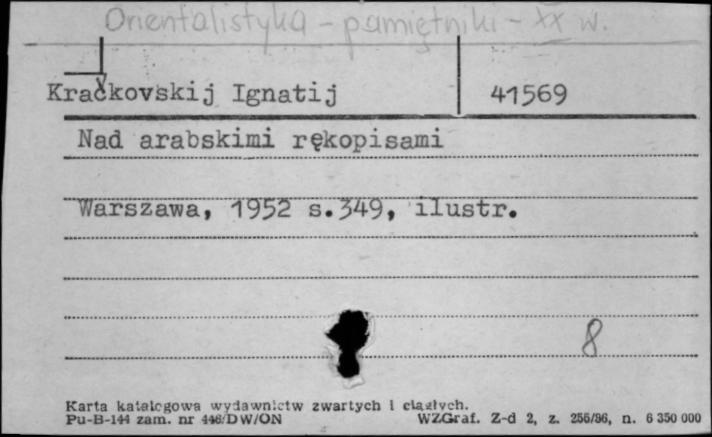 Orientalistyka - pamiętniki - XX w.
Kračkovskij Ignatij 41569
Nad arabskimi rękopisami
Warszawa, 1952 s.349, ilustr.
8
Karta katalogowa wydawnictw zwartych i ciągłych.
Pu-B-144 zam. nr 446/DW/ON WZGraf. Z-d 2, z. 256/86, n. 6 350 000